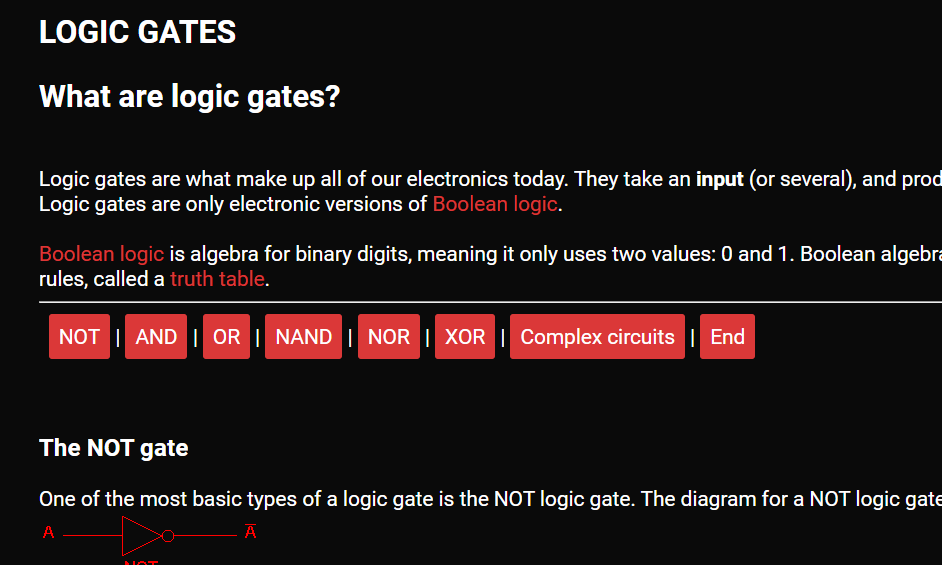 LOGIC GATES
What are logic gates?
Logic gates are what make up all of our electronics today. They take an input (or several), and prod
Logic gates are only electronic versions of Boolean logic.
Boolean logic is algebra for binary digits, meaning it only uses two values: 0 and 1. Boolean algebra
rules, called a truth table.
NOT | AND | OR | NAND | NOR | XOR | Complex circuits | End
The NOT gate
One of the most basic types of a logic gate is the NOT logic gate. The diagram for a NOT logic gate
A A̅
NOT